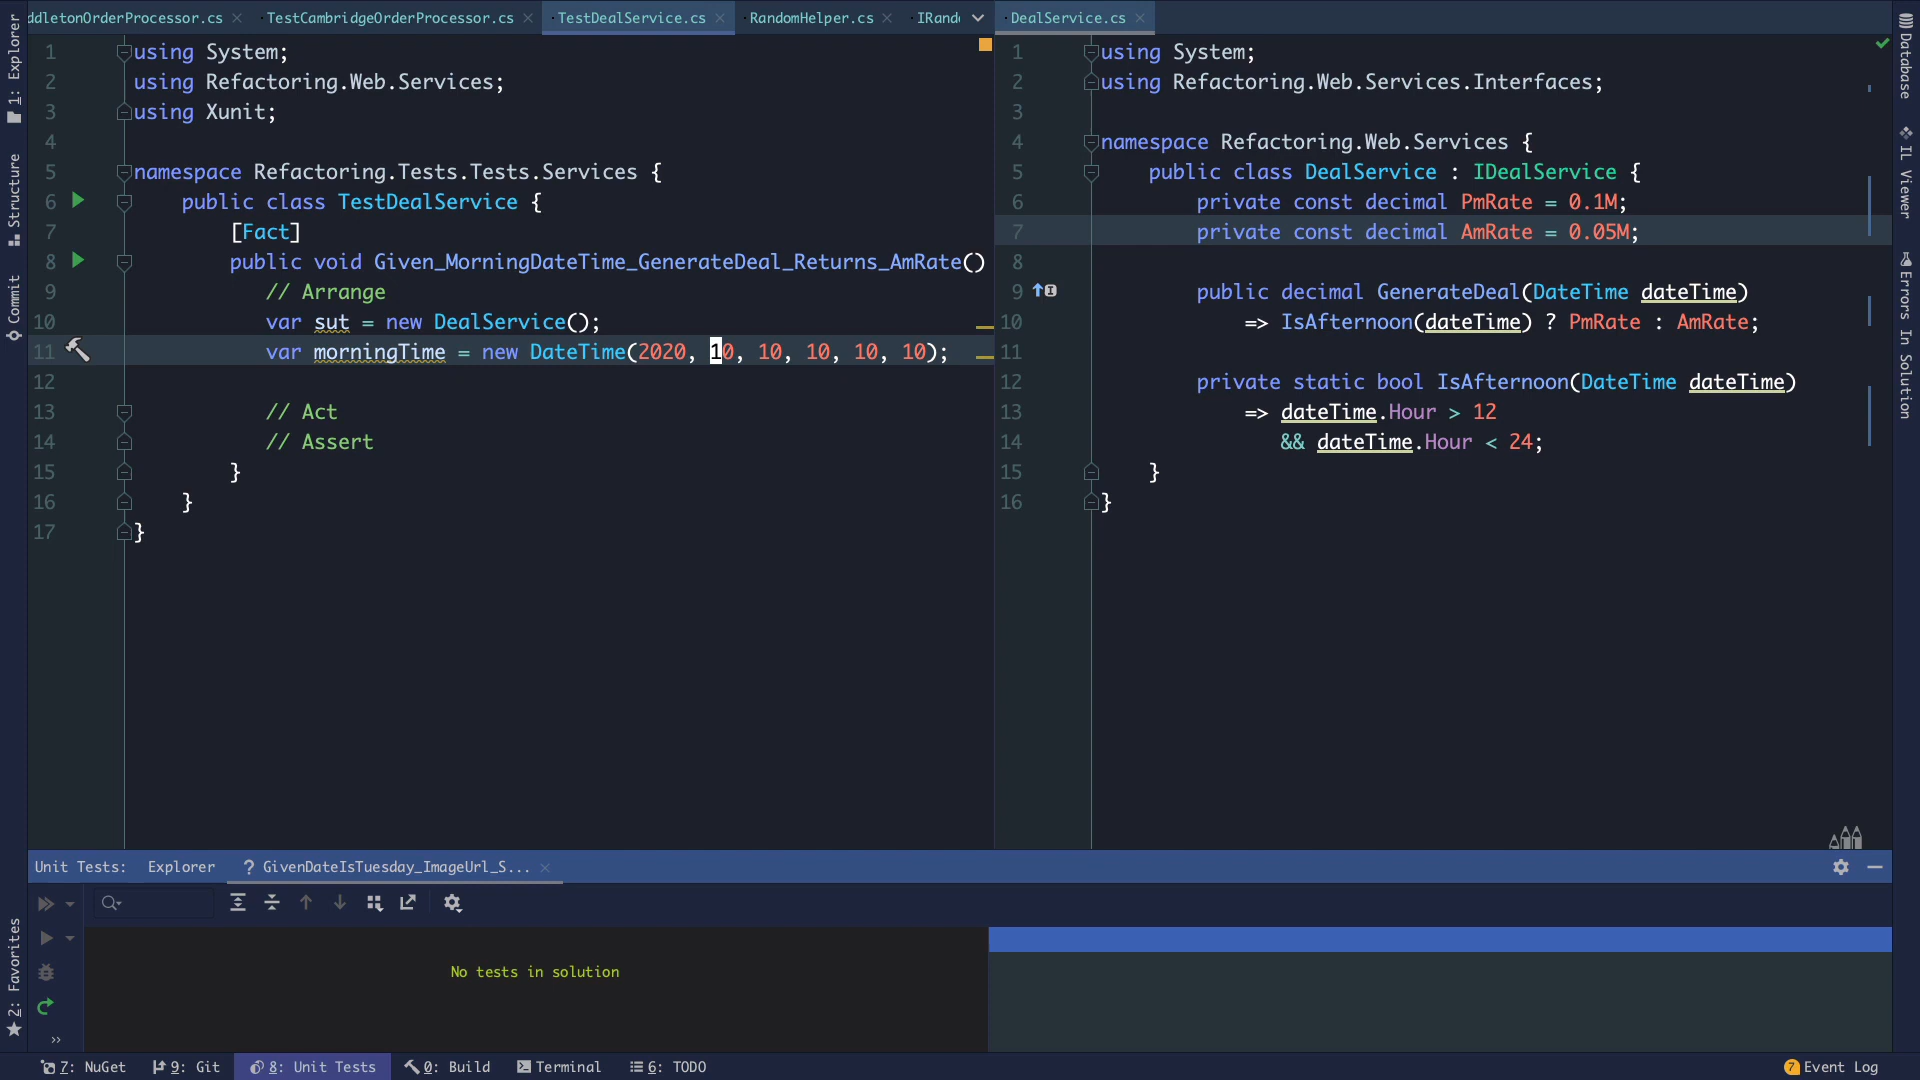 ddletonOrderProcessor.cs
TestCambridgeOrderProcessor.cs
TestDealService.cs
RandomHelper.cs
IRand
DealService.cs
1: Explorer
Structure
Commit
2: Favorites
1 using System;
2 using Refactoring.Web.Services;
3 using Xunit;
4
5 namespace Refactoring.Tests.Tests.Services {
6 public class TestDealService {
7 [Fact]
8 public void Given_MorningDateTime_GenerateDeal_Returns_AmRate()
9 // Arrange
10 var sut = new DealService();
11 var morningTime = new DateTime(2020, 10, 10, 10, 10, 10);
12
13 // Act
14 // Assert
15 }
16 }
17 }
1 using System;
2 using Refactoring.Web.Services.Interfaces;
3
4 namespace Refactoring.Web.Services {
5 public class DealService : IDealService {
6 private const decimal PmRate = 0.1M;
7 private const decimal AmRate = 0.05M;
8
9 public decimal GenerateDeal(DateTime dateTime)
10 => IsAfternoon(dateTime) ? PmRate : AmRate;
11
12 private static bool IsAfternoon(DateTime dateTime)
13 => dateTime.Hour > 12
14 && dateTime.Hour < 24;
15 }
16 }
Database
IL Viewer
Errors In Solution
Unit Tests:
Explorer
? GivenDateIsTuesday_ImageUrl_S...
No tests in solution
7: NuGet
9: Git
8: Unit Tests
0: Build
Terminal
6: TODO
7 Event Log